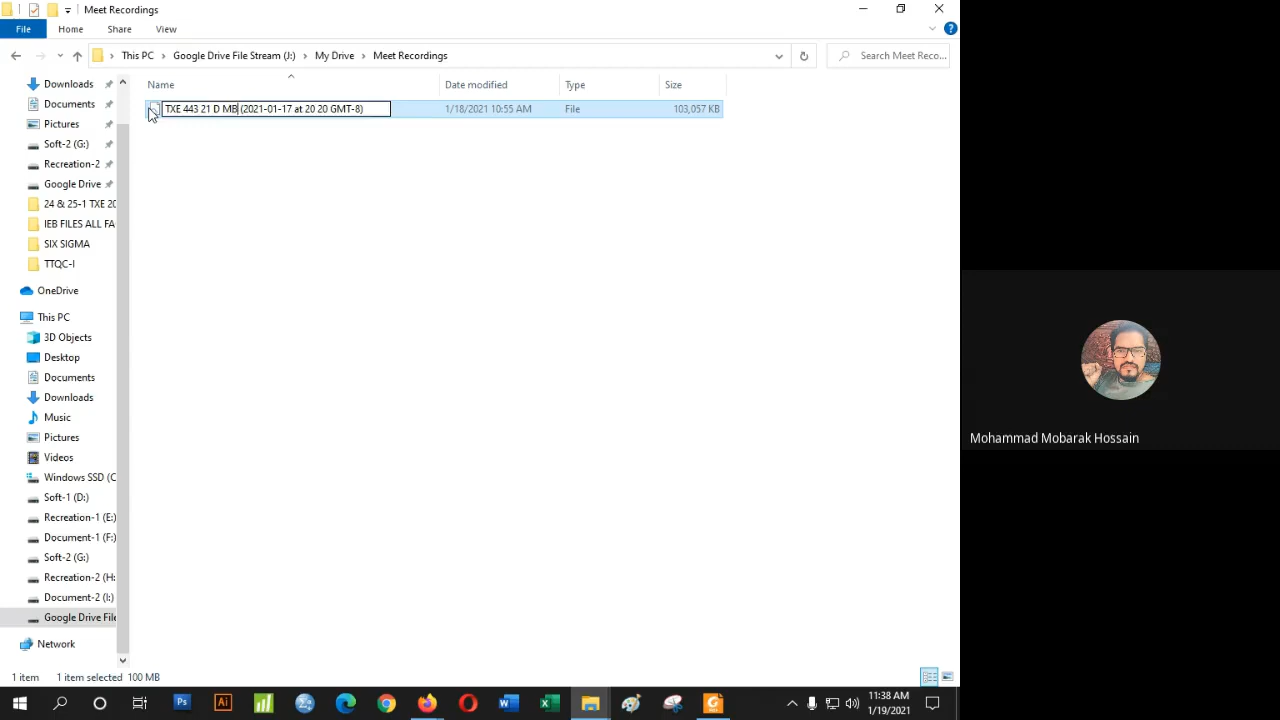 Meet Recordings
File
Home
Share
View
This PC
Google Drive File Stream (J:)
My Drive
Meet Recordings
Search Meet Reco...
Name
Date modified
Type
Size
TXE 443 21 D MB (2021-01-17 at 20 20 GMT-8)
1/18/2021 10:55 AM
File
103,057 KB
Downloads
Documents
Pictures
Soft-2 (G:)
Recreation-2
Google Drive
24 & 25-1 TXE 20
IEB FILES ALL FA
SIX SIGMA
TTQC-I
OneDrive
This PC
3D Objects
Desktop
Documents
Downloads
Music
Pictures
Videos
Windows SSD (C
Soft-1 (D:)
Recreation-1 (E:)
Document-1 (F:)
Soft-2 (G:)
Recreation-2 (H:
Document-2 (I:)
Google Drive File
Network
1 item
1 item selected 100 MB
Mohammad Mobarak Hossain
Ps
Ai
11:38 AM
1/19/2021